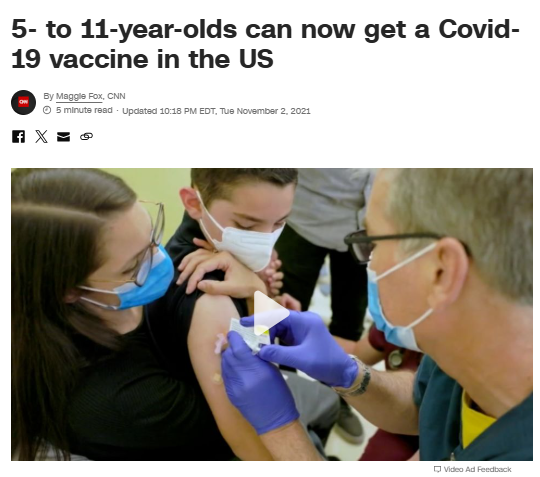 5- to 11-year-olds can now get a Covid-
19 vaccine in the US
CNN
By Maggie Fox, CNN
5 minute read · Updated 10:18 PM EDT, Tue November 2, 2021
Video Ad Feedback